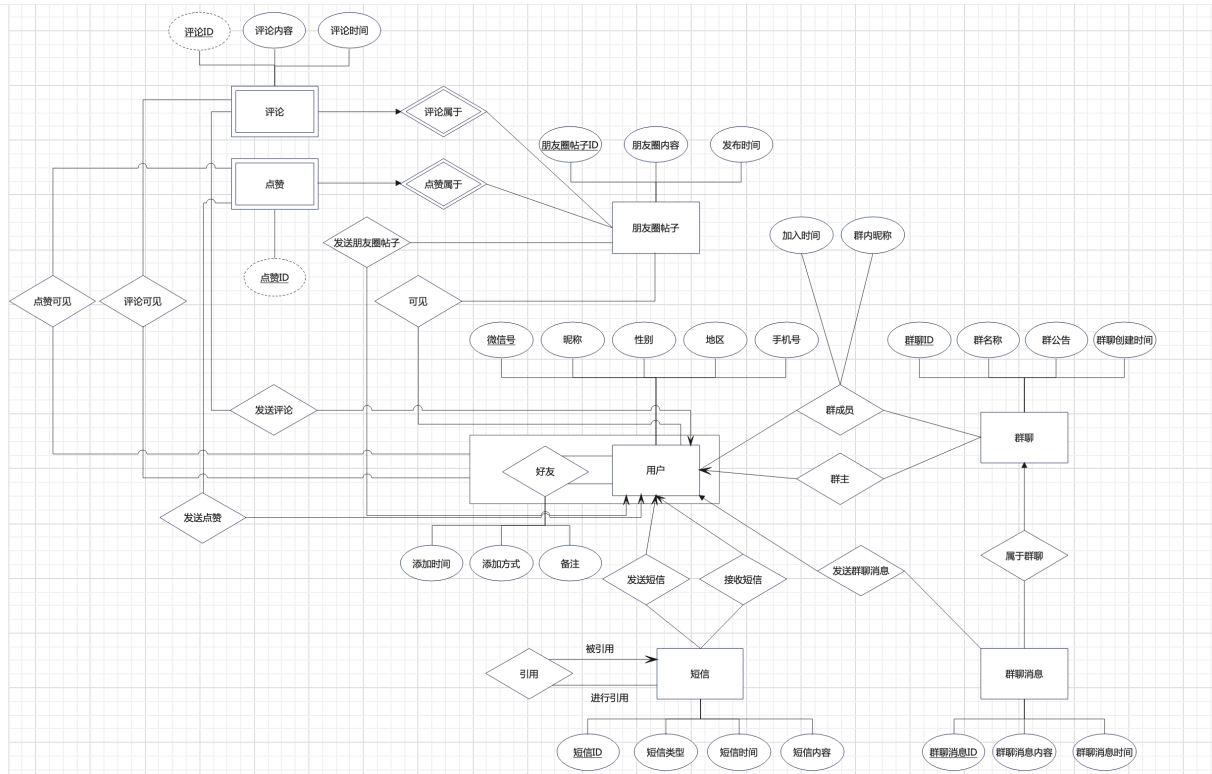 评论ID
评论内容
评论时间
评论
评论属于
朋友圈帖子ID
朋友圈内容
发布时间
点赞
点赞属于
朋友圈帖子
加入时间
群内昵称
发送朋友圈帖子
点赞ID
点赞可见
评论可见
可见
微信号
昵称
性别
地区
手机号
群聊ID
群名称
群公告
群聊创建时间
发送评论
群成员
群聊
好友
用户
群主
发送点赞
添加时间
添加方式
备注
发送短信
接收短信
发送群聊消息
属于群聊
被引用
引用
短信
群聊消息
进行引用
短信ID
短信类型
短信时间
短信内容
群聊消息ID
群聊消息内容
群聊消息时间